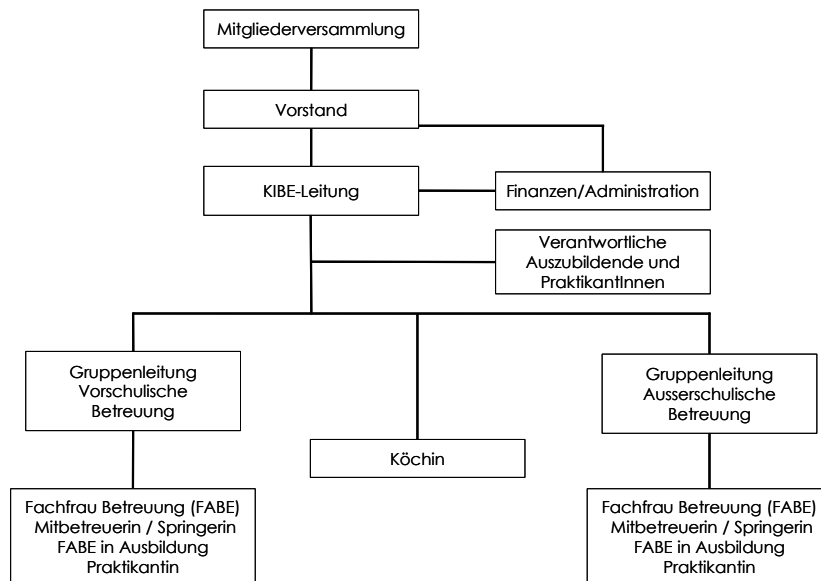 Mitgliederversammlung
Vorstand
KIBE-Leitung
Finanzen/Administration
Verantwortliche
Auszubildende und
PraktikantInnen
Gruppenleitung
Vorschulische
Betreuung
Gruppenleitung
Ausserschulische
Betreuung
Köchin
Fachfrau Betreuung (FABE)
Mitbetreuerin / Springerin
FABE in Ausbildung
Praktikantin
Fachfrau Betreuung (FABE)
Mitbetreuerin / Springerin
FABE in Ausbildung
Praktikantin